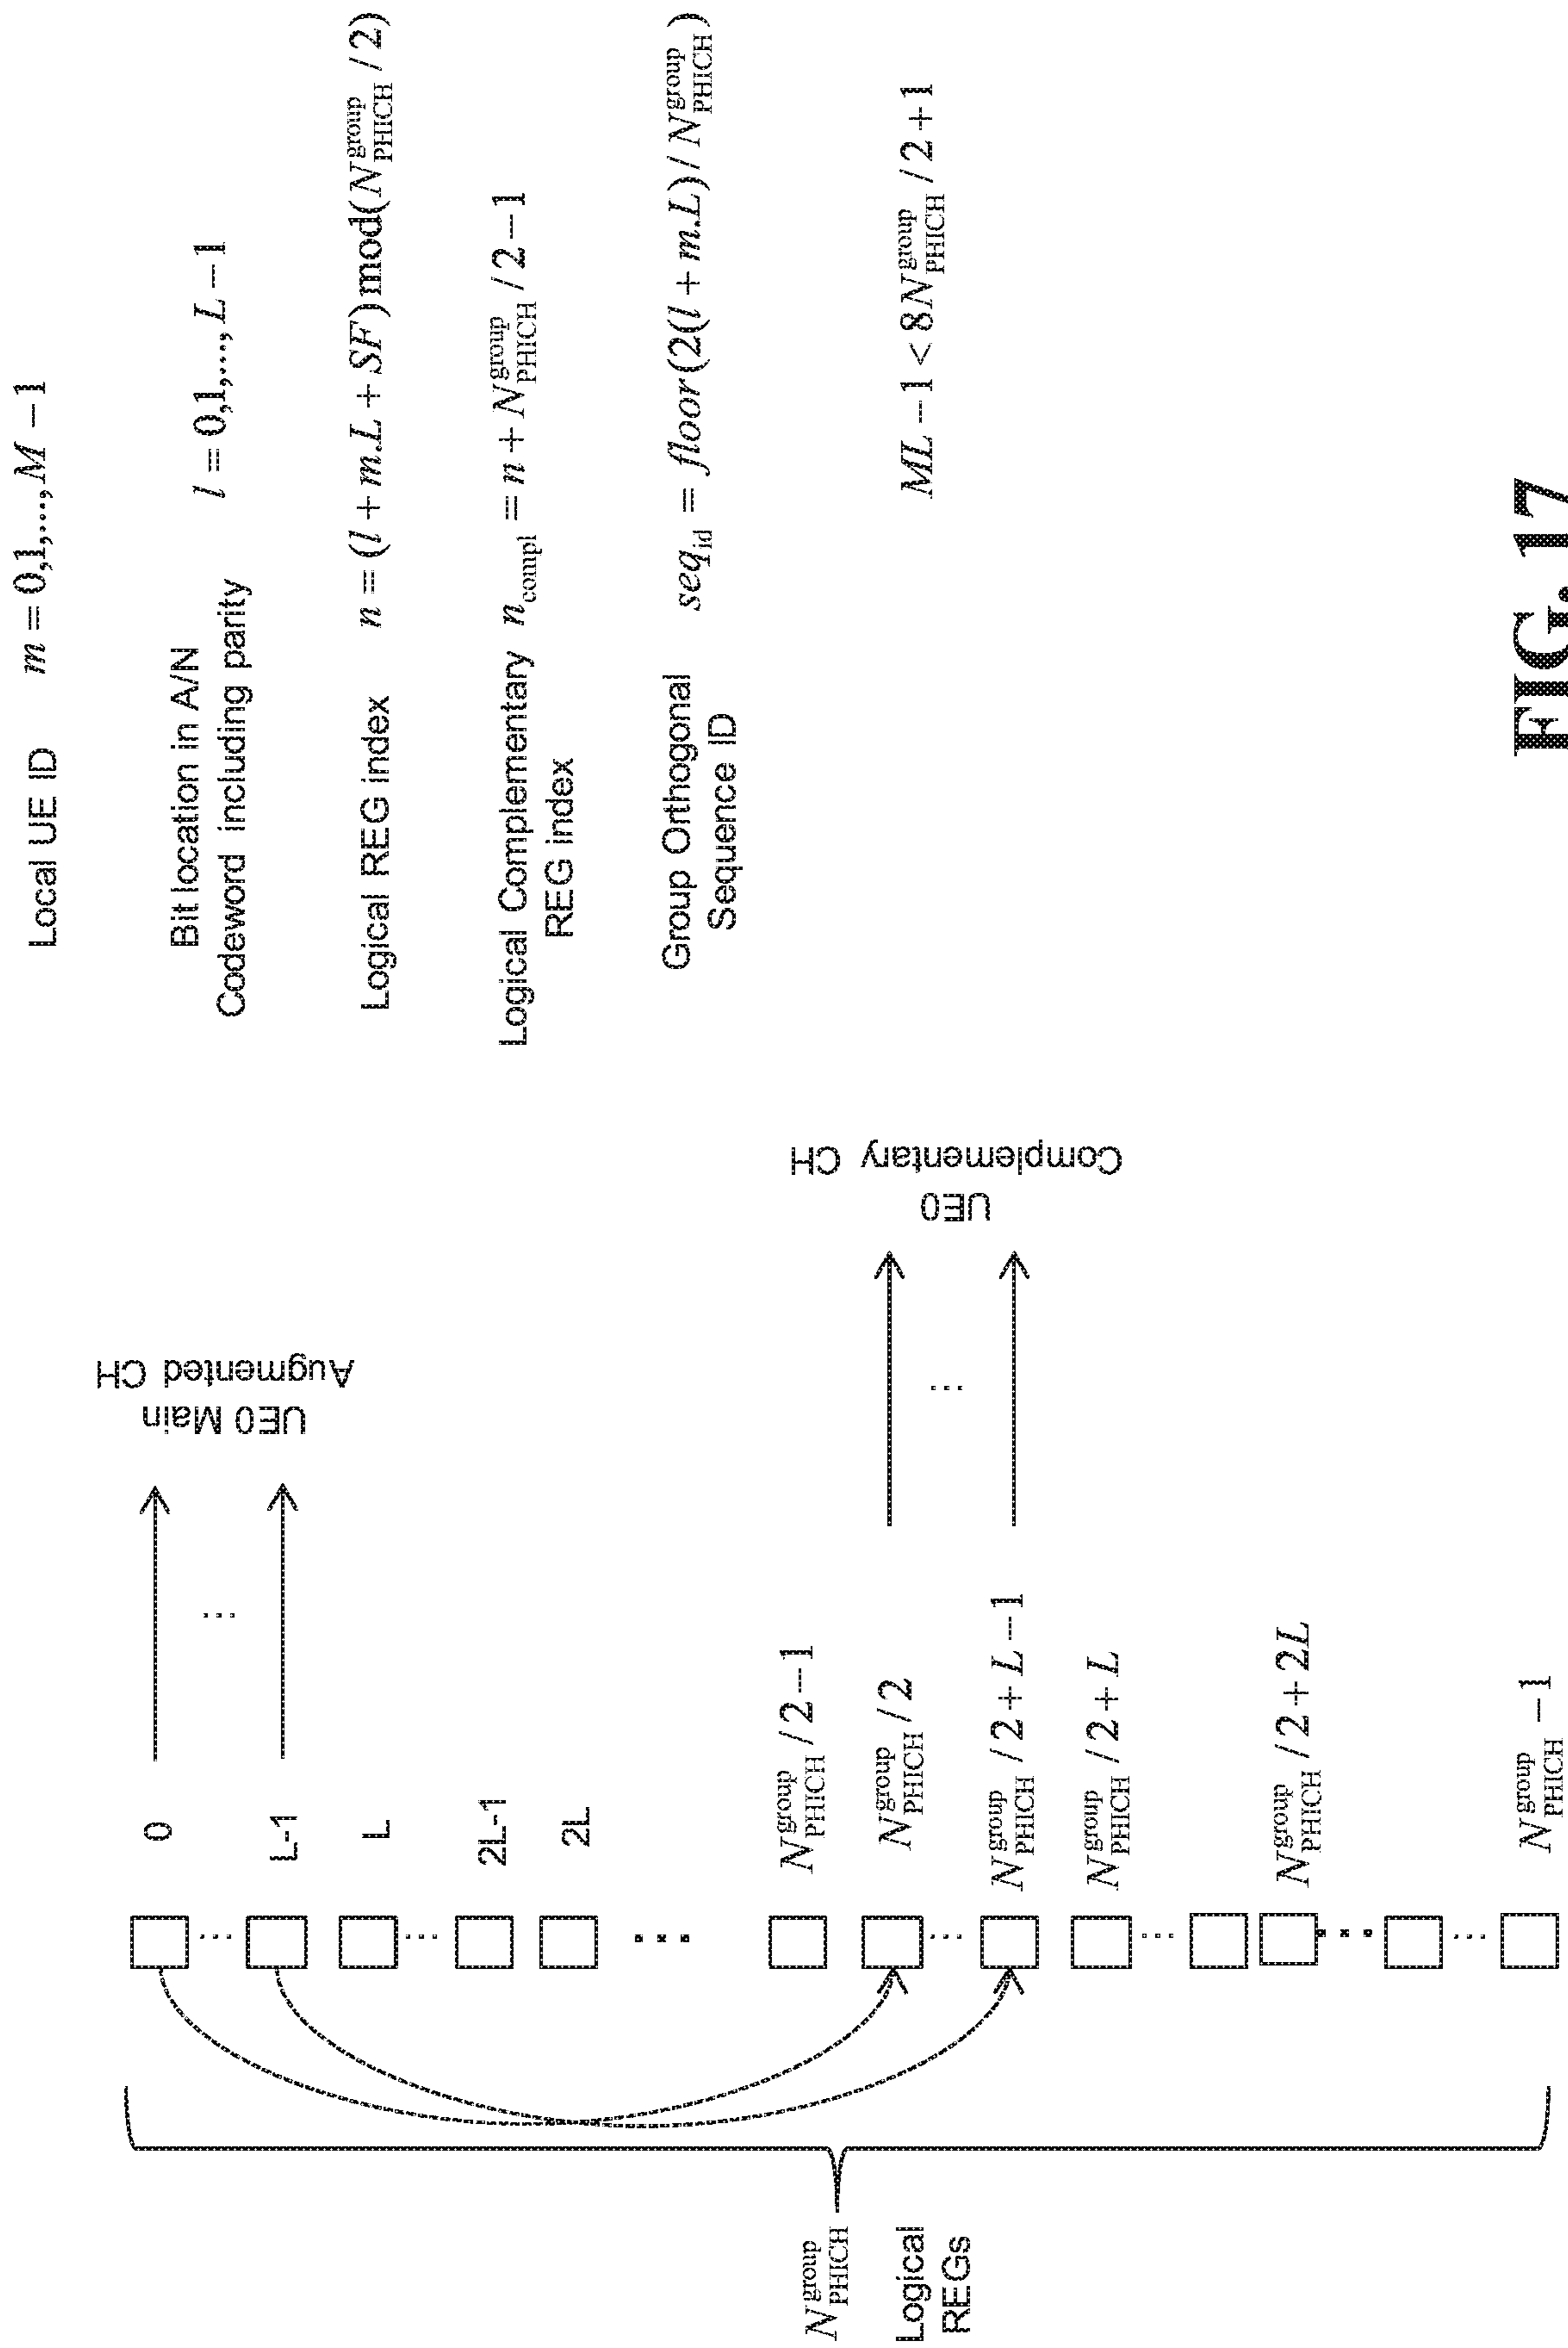 N_PHICH^group
Logical
REGs
0
L-1
L
2L-1
2L
N_PHICH^group / 2 − 1
N_PHICH^group / 2
N_PHICH^group / 2 + L − 1
N_PHICH^group / 2 + L
N_PHICH^group / 2 + 2L
N_PHICH^group − 1
...
UE0 Main
Augmented CH
...
UE0
Complementary CH
Local UE ID m = 0,1,..., M − 1
Bit location in A/N
Codeword including parity l = 0,1,..., L − 1
Logical REG index n = (l + m.L + SF) mod(N_PHICH^group / 2)
Logical Complementary
REG index n_compl = n + N_PHICH^group / 2 − 1
Group Orthogonal
Sequence ID seq_id = floor(2(l + m.L) / N_PHICH^group)
ML − 1 < 8N_PHICH^group / 2 + 1
FIG. 17